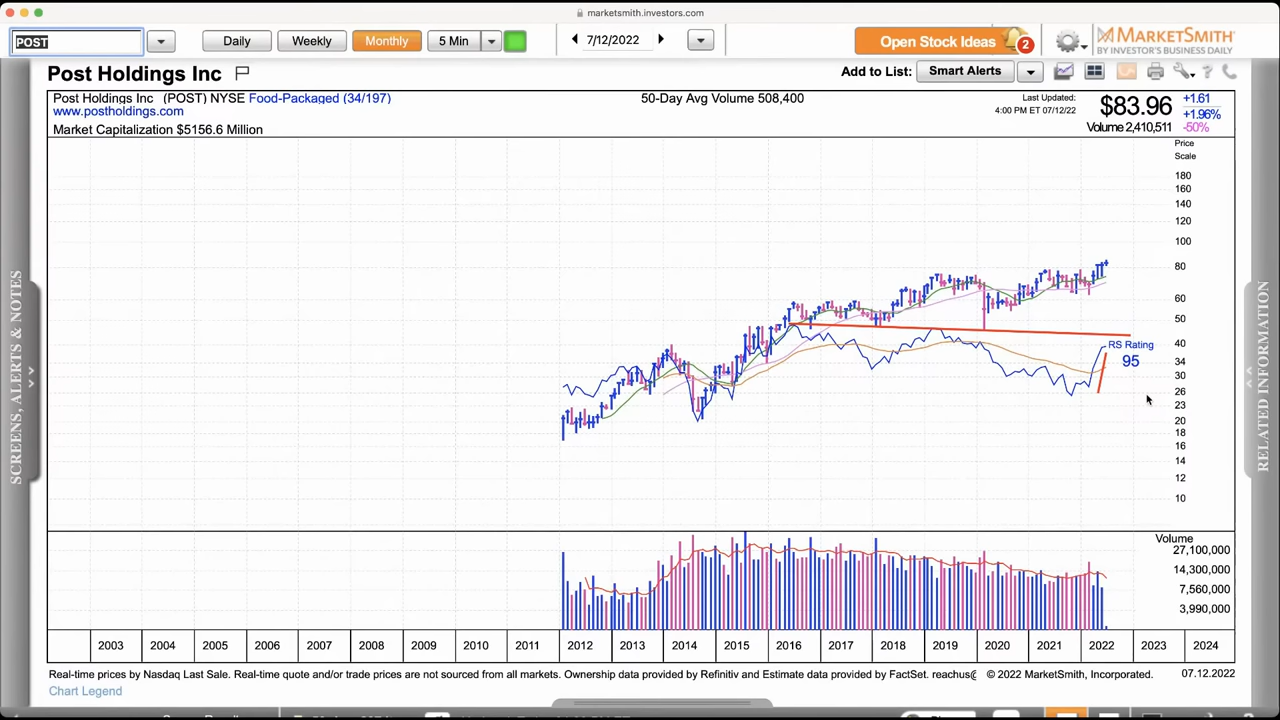 marketsmith.investors.com
POST
Daily Weekly Monthly 5 Min 7/12/2022 Open Stock Ideas 2 MARKETSMITH
BY INVESTOR'S BUSINESS DAILY
Post Holdings Inc Add to List: Smart Alerts ?
Post Holdings Inc (POST) NYSE Food-Packaged (34/197) 50-Day Avg Volume 508,400 Last Updated: $83.96 +1.61
www.postholdings.com 4:00 PM ET 07/12/22 +1.96%
Market Capitalization $5156.6 Million Volume 2,410,511 -50%
Price
Scale
180
160
140
120
100
80
60
50
40
RS Rating
95
34
30
26
23
20
18
16
14
12
10
Volume
27,100,000
14,300,000
7,560,000
3,990,000
2003 2004 2005 2006 2007 2008 2009 2010 2011 2012 2013 2014 2015 2016 2017 2018 2019 2020 2021 2022 2023 2024
Real-time prices by Nasdaq Last Sale. Real-time quote and/or trade prices are not sourced from all markets. Ownership data provided by Refinitiv and Estimate data provided by FactSet. reachus@ © 2022 MarketSmith, Incorporated. 07.12.2022
Chart Legend
SCREENS, ALERTS & NOTES
RELATED INFORMATION